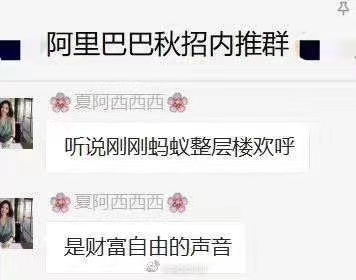 阿里巴巴秋招内推群
🌸夏阿西西西🌸
听说刚刚蚂蚁整层楼欢呼
🌸夏阿西西西🌸
是财富自由的声音